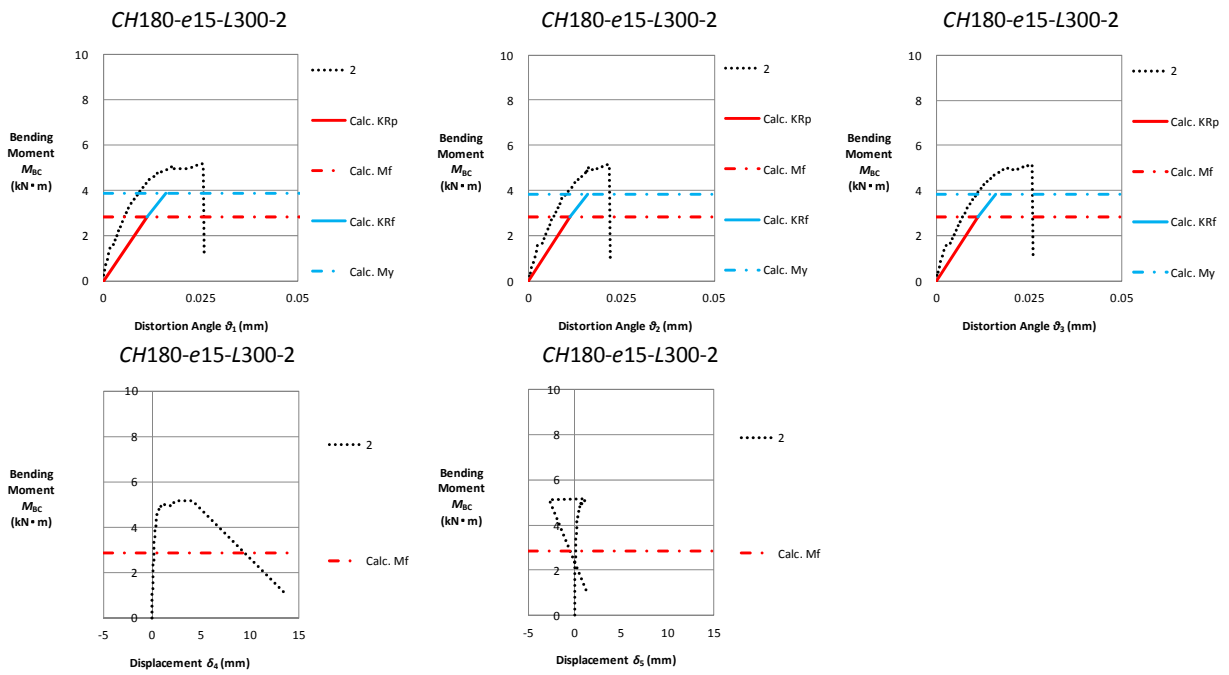 CH180-e15-L300-2
10
8
6
4
2
0
0
0.025
0.05
Bending
Moment
MBC
(kN▪m)
Distortion Angle ϑ1 (mm)
2
Calc. KRp
Calc. Mf
Calc. KRf
Calc. My
CH180-e15-L300-2
10
8
6
4
2
0
0
0.025
0.05
Bending
Moment
MBC
(kN▪m)
Distortion Angle ϑ2 (mm)
2
Calc. KRp
Calc. Mf
Calc. KRf
Calc. My
CH180-e15-L300-2
10
8
6
4
2
0
0
0.025
0.05
Bending
Moment
MBC
(kN▪m)
Distortion Angle ϑ3 (mm)
2
Calc. KRp
Calc. Mf
Calc. KRf
Calc. My
CH180-e15-L300-2
10
8
6
4
2
0
-5
0
5
10
15
Bending
Moment
MBC
(kN▪m)
Displacement δ4 (mm)
2
Calc. Mf
CH180-e15-L300-2
10
8
6
4
2
0
-5
0
5
10
15
Bending
Moment
MBC
(kN▪m)
Displacement δ5 (mm)
2
Calc. Mf